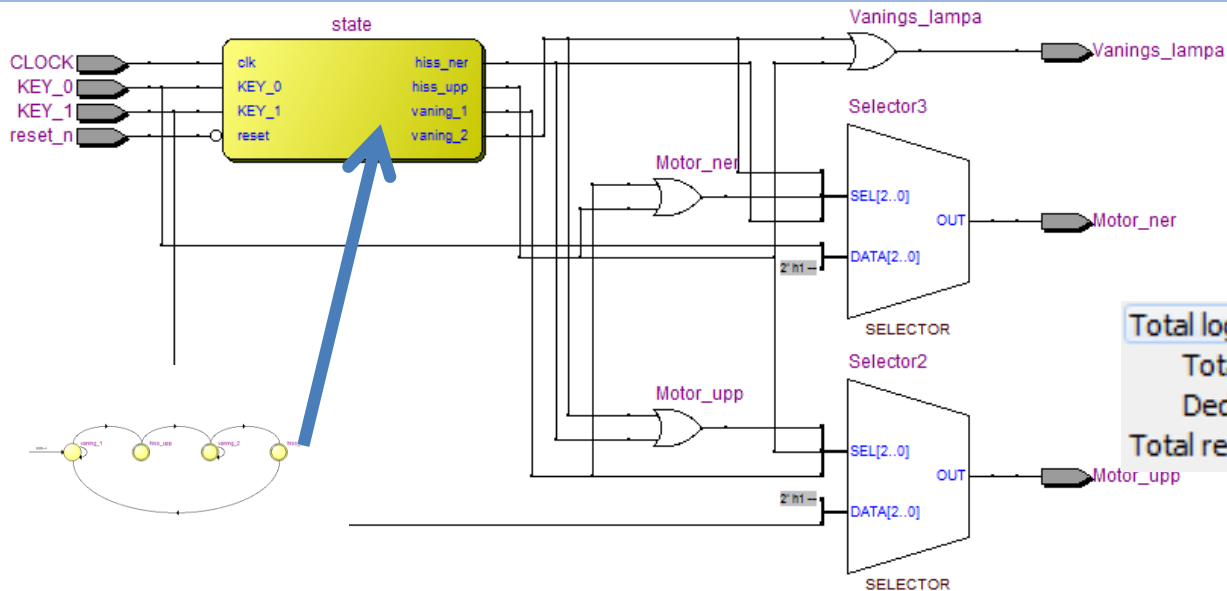 state
Vanings_lampa
CLOCK
clk
hiss_ner
Vanings_lampa
KEY_0
KEY_0
hiss_upp
KEY_1
KEY_1
vaning_1
Selector3
reset_n
reset
vaning_2
Motor_ner
SEL[2..0]
OUT
Motor_ner
DATA[2..0]
2' h1
SELECTOR
Total log
Selector2
Tota
Motor_upp
Dec
Total re
vaning_1
hiss_upp
vaning_2
SEL[2..0]
OUT
Motor_upp
2' h1
DATA[2..0]
SELECTOR